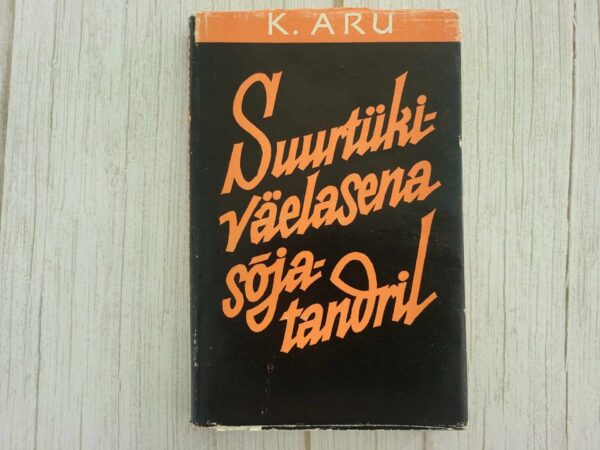 K. ARU
Suurtüki-
väelasena
sõja-
tandril